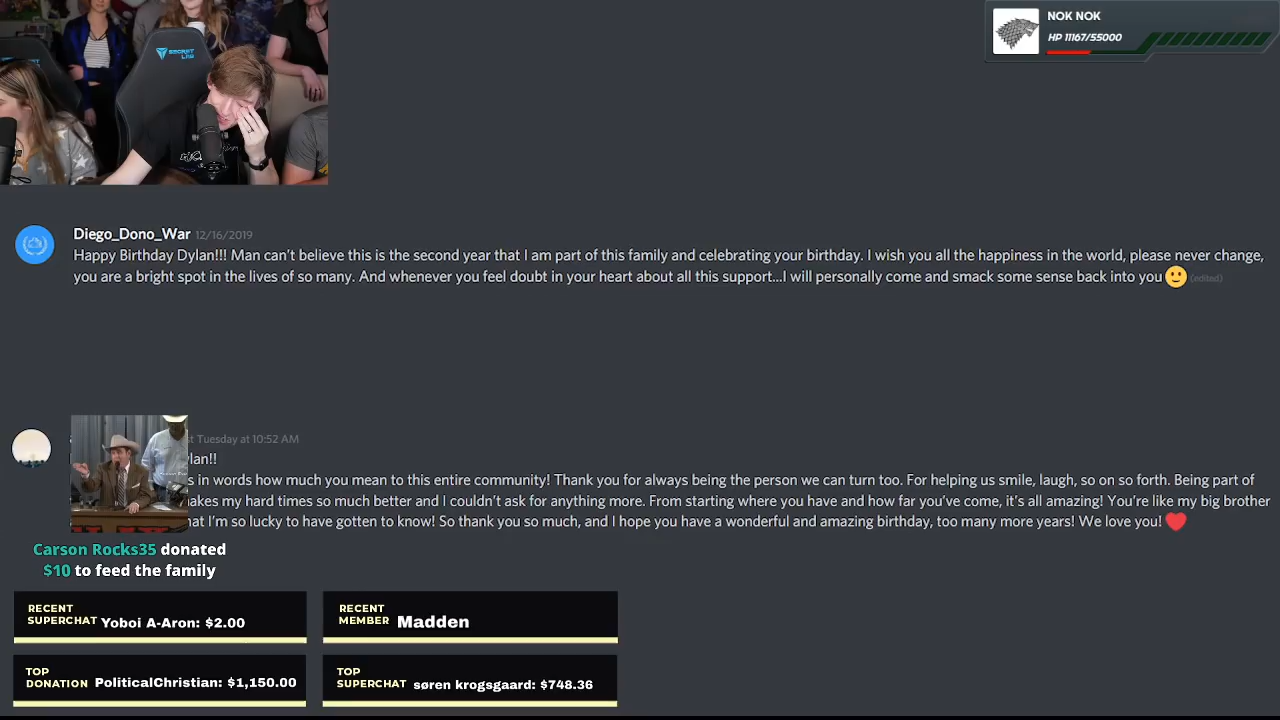 SECRET LAB
NOK NOK
HP 11167/55000
Diego_Dono_War 12/16/2019
Happy Birthday Dylan!!! Man can't believe this is the second year that I am part of this family and celebrating your birthday. I wish you all the happiness in the world, please never change,
you are a bright spot in the lives of so many. And whenever you feel doubt in your heart about all this support...I will personally come and smack some sense back into you🙂 (edited)
st Tuesday at 10:52 AM
lan!!
s in words how much you mean to this entire community! Thank you for always being the person we can turn too. For helping us smile, laugh, so on so forth. Being part of
akes my hard times so much better and I couldn't ask for anything more. From starting where you have and how far you've come, it's all amazing! You're like my big brother
at I'm so lucky to have gotten to know! So thank you so much, and I hope you have a wonderful and amazing birthday, too many more years! We love you! ❤️
Carson Rocks35 donated
$10 to feed the family
RECENT SUPERCHAT Yoboi A-Aron: $2.00
RECENT MEMBER Madden
TOP DONATION PoliticalChristian: $1,150.00
TOP SUPERCHAT søren krogsgaard: $748.36